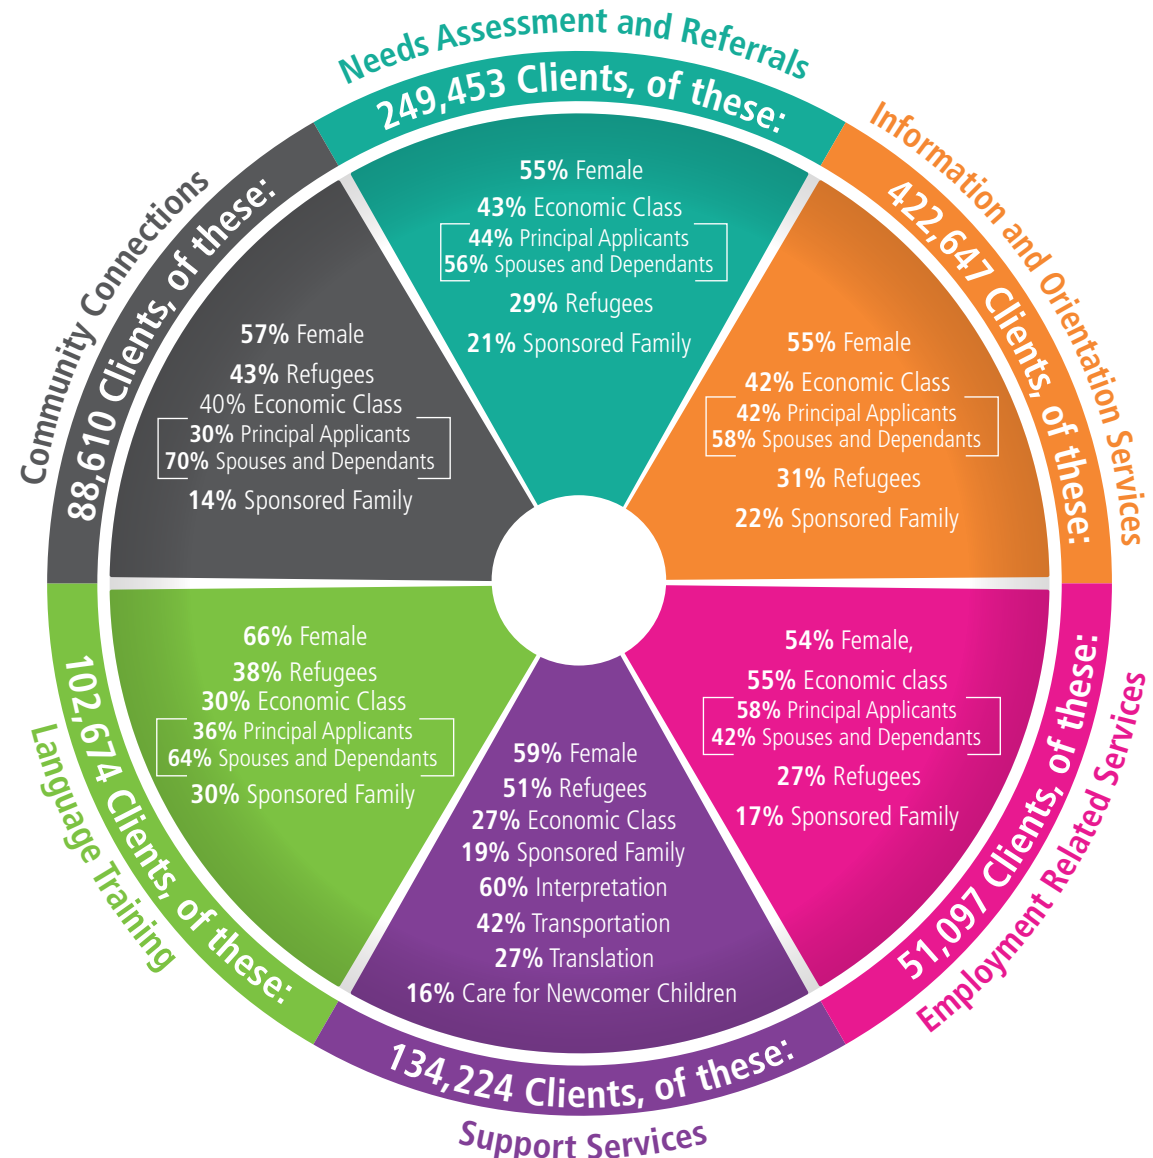 Needs Assessment and Referrals
249,453 Clients, of these:
55% Female
43% Economic Class
44% Principal Applicants
56% Spouses and Dependants
29% Refugees
21% Sponsored Family
Information and Orientation Services
422,647 Clients, of these:
55% Female
42% Economic Class
42% Principal Applicants
58% Spouses and Dependants
31% Refugees
22% Sponsored Family
Employment Related Services
51,097 Clients, of these:
54% Female,
55% Economic class
58% Principal Applicants
42% Spouses and Dependants
27% Refugees
17% Sponsored Family
Support Services
134,224 Clients, of these:
59% Female
51% Refugees
27% Economic Class
19% Sponsored Family
60% Interpretation
42% Transportation
27% Translation
16% Care for Newcomer Children
Language Training
102,674 Clients, of these:
66% Female
38% Refugees
30% Economic Class
36% Principal Applicants
64% Spouses and Dependants
30% Sponsored Family
Community Connections
88,610 Clients, of these:
57% Female
43% Refugees
40% Economic Class
30% Principal Applicants
70% Spouses and Dependants
14% Sponsored Family